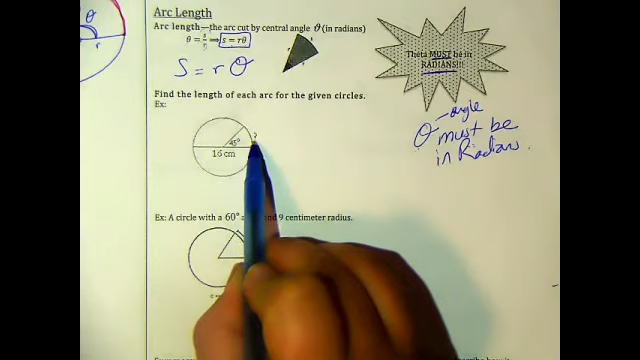 Arc Length
Arc length—the arc cut by central angle θ (in radians)
θ = s/r ⟹ s = rθ
S = r θ
θ
r
Theta MUST be in
RADIANS!!!
θ - angle
must be
in Radians.
Find the length of each arc for the given circles.
Ex:
?
45°
16 cm
Ex: A circle with a 60° and 9 centimeter radius.